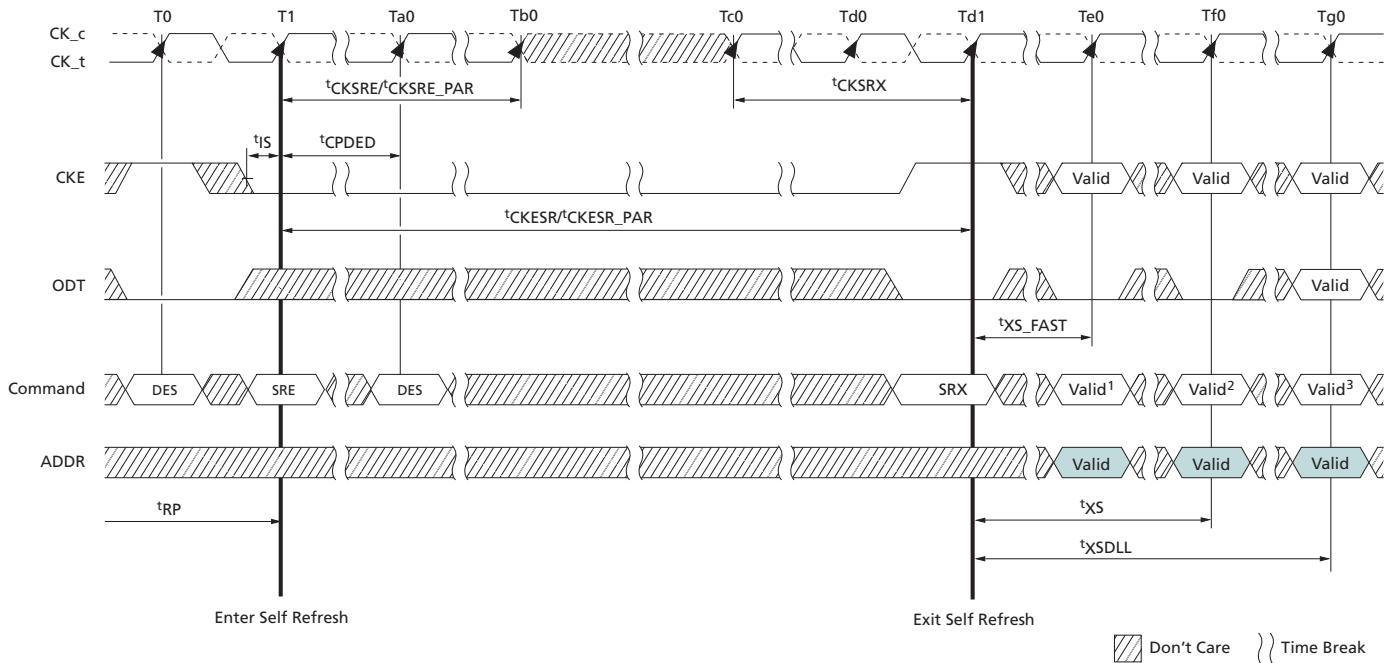 T0 T1 Ta0 Tb0 Tc0 Td0 Td1 Te0 Tf0 Tg0
CK_c
CK_t
tCKSRE/tCKSRE_PAR tCKSRX
tIS tCPDED
CKE Valid Valid Valid
tCKESR/tCKESR_PAR
ODT Valid
tXS_FAST
Command DES SRE DES SRX Valid1 Valid2 Valid3
ADDR Valid Valid Valid
tRP tXS
tXSDLL
Enter Self Refresh Exit Self Refresh
Don't Care Time Break